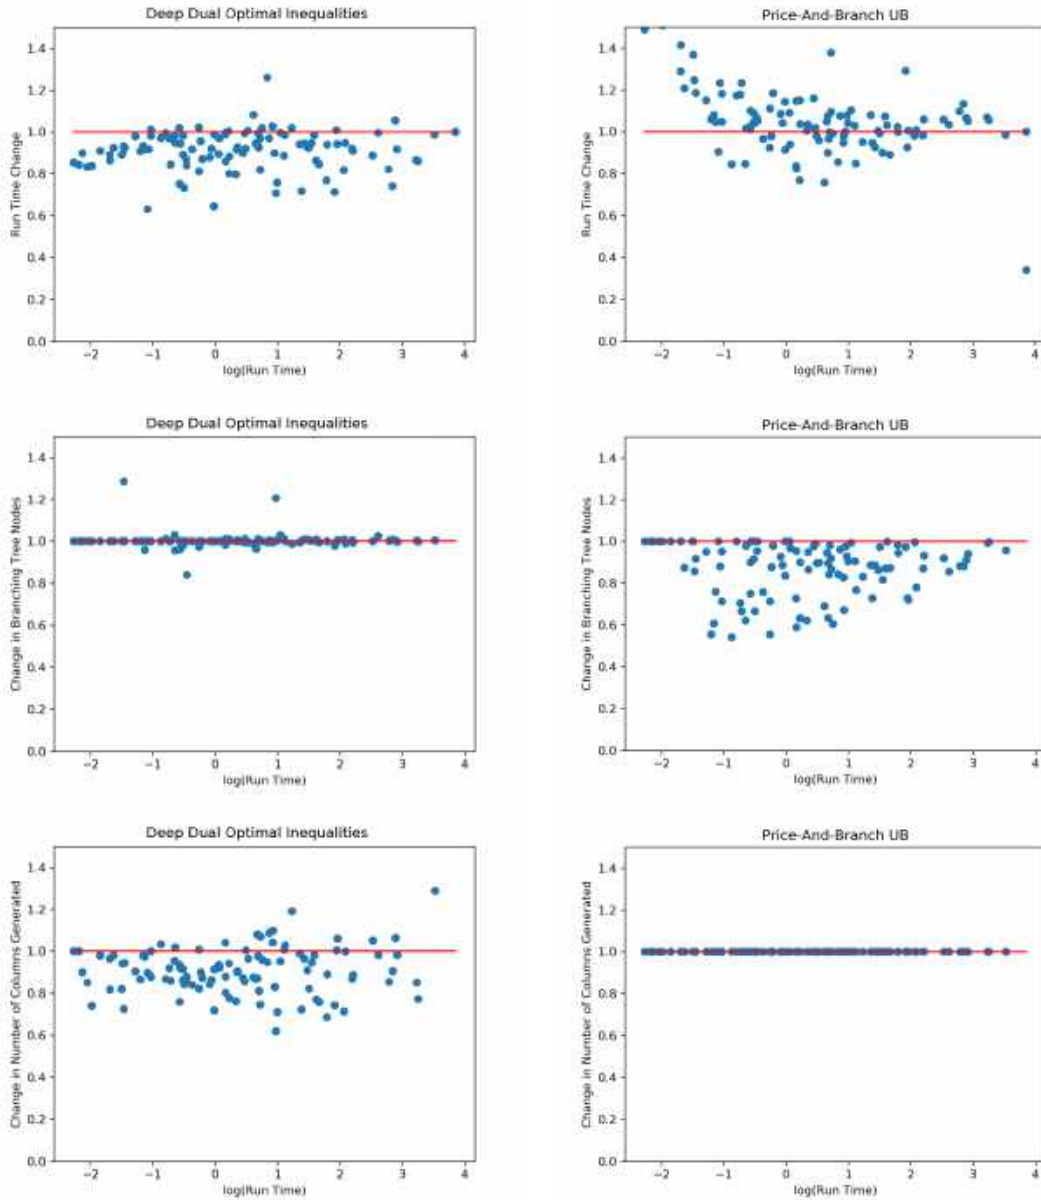 Deep Dual Optimal Inequalities
Run Time Change
1.4
1.2
1.0
0.8
0.6
0.4
0.2
0.0
−2 −1 0 1 2 3 4
log(Run Time)
Price-And-Branch UB
Run Time Change
1.4
1.2
1.0
0.8
0.6
0.4
0.2
0.0
−2 −1 0 1 2 3 4
log(Run Time)
Deep Dual Optimal Inequalities
Change in Branching Tree Nodes
1.4
1.2
1.0
0.8
0.6
0.4
0.2
0.0
−2 −1 0 1 2 3 4
log(Run Time)
Price-And-Branch UB
Change in Branching Tree Nodes
1.4
1.2
1.0
0.8
0.6
0.4
0.2
0.0
−2 −1 0 1 2 3 4
log(Run Time)
Deep Dual Optimal Inequalities
Change in Number of Columns Generated
1.4
1.2
1.0
0.8
0.6
0.4
0.2
0.0
−2 −1 0 1 2 3 4
log(Run Time)
Price-And-Branch UB
Change in Number of Columns Generated
1.4
1.2
1.0
0.8
0.6
0.4
0.2
0.0
−2 −1 0 1 2 3 4
log(Run Time)